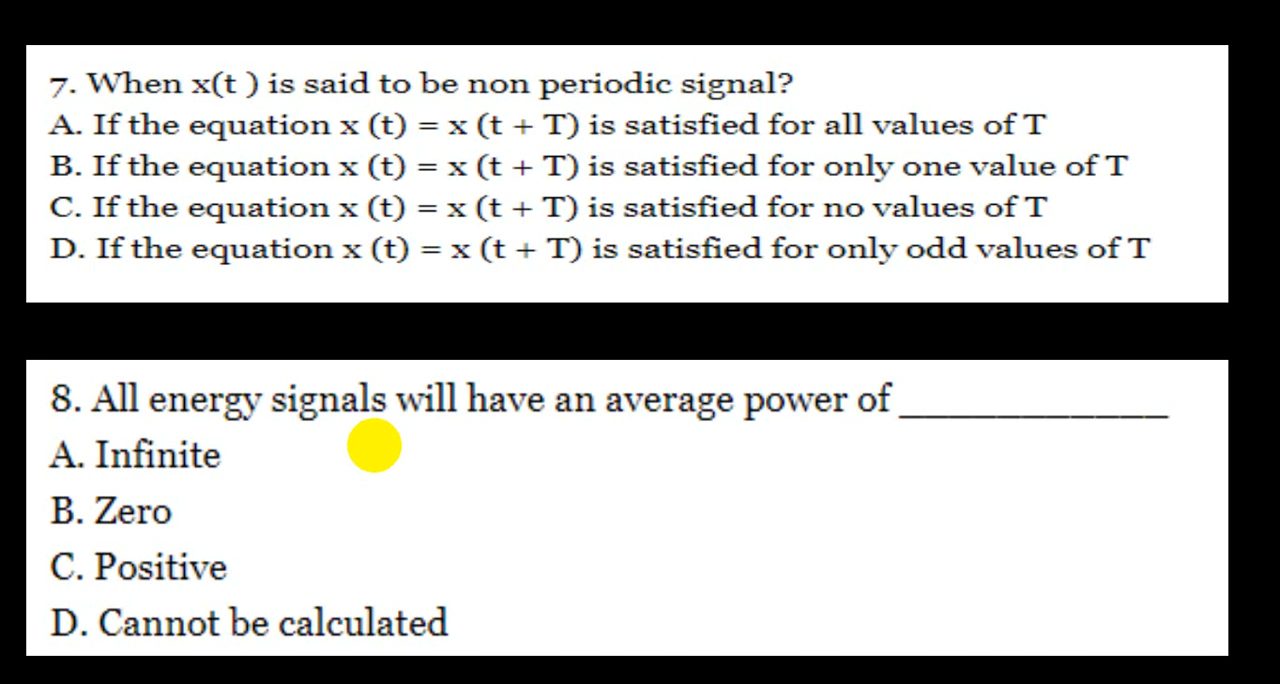 7. When x(t ) is said to be non periodic signal?
A. If the equation x (t) = x (t + T) is satisfied for all values of T
B. If the equation x (t) = x (t + T) is satisfied for only one value of T
C. If the equation x (t) = x (t + T) is satisfied for no values of T
D. If the equation x (t) = x (t + T) is satisfied for only odd values of T
8. All energy signals will have an average power of ___________
A. Infinite
B. Zero
C. Positive
D. Cannot be calculated